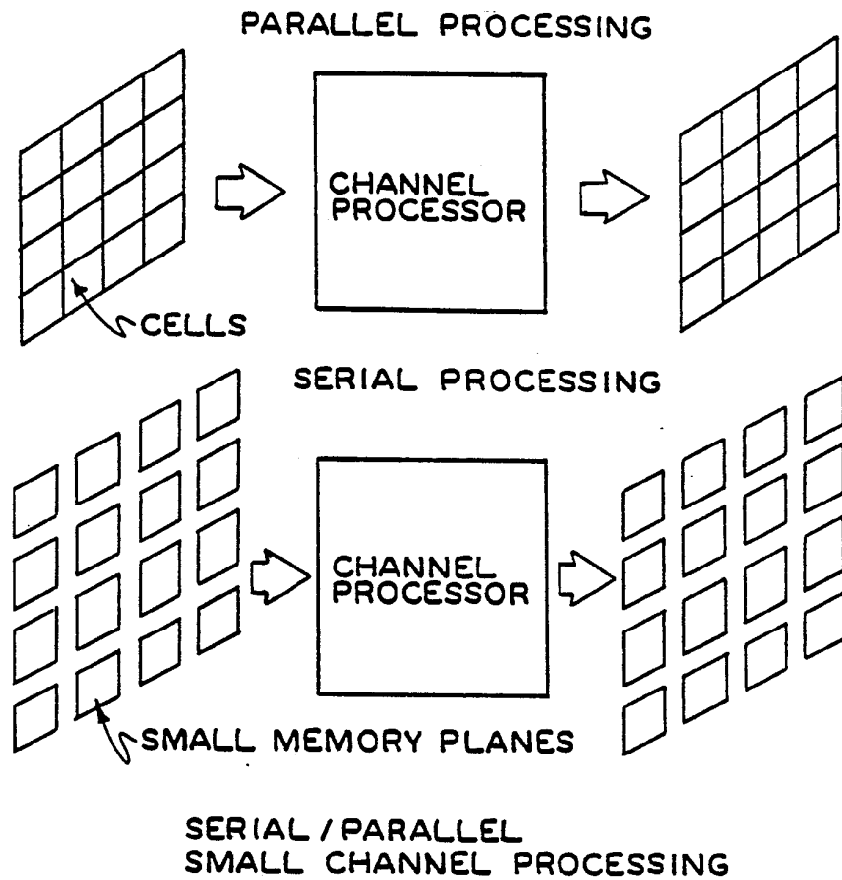 PARALLEL PROCESSING
CHANNEL
PROCESSOR
CELLS
SERIAL PROCESSING
CHANNEL
PROCESSOR
SMALL MEMORY PLANES
SERIAL / PARALLEL
SMALL CHANNEL PROCESSING